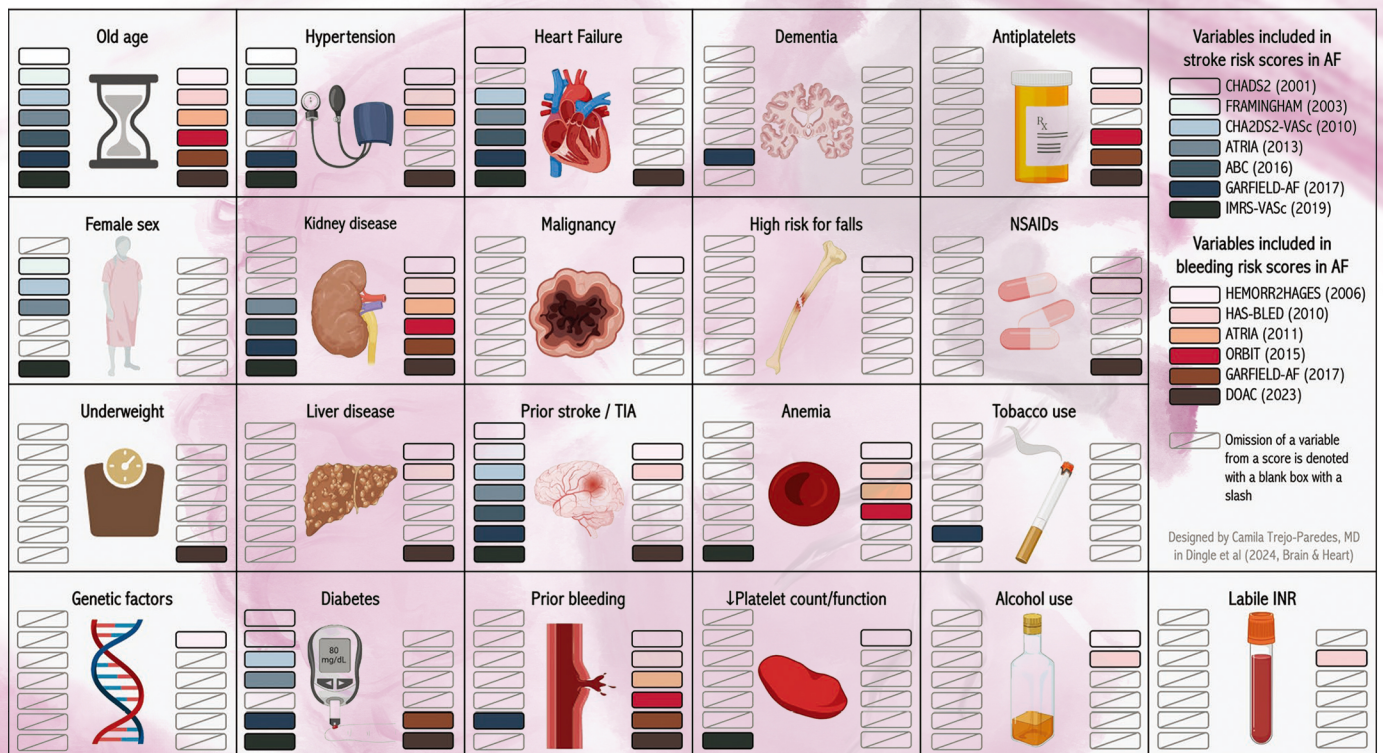 Old age
Hypertension
Heart Failure
Dementia
Antiplatelets
Rx
Variables included in
stroke risk scores in AF
CHADS2 (2001)
FRAMINGHAM (2003)
CHA2DS2-VASc (2010)
ATRIA (2013)
ABC (2016)
GARFIELD-AF (2017)
IMRS-VASc (2019)
Variables included in
bleeding risk scores in AF
HEMORR2HAGES (2006)
HAS-BLED (2010)
ATRIA (2011)
ORBIT (2015)
GARFIELD-AF (2017)
DOAC (2023)
Omission of a variable
from a score is denoted
with a blank box with a
slash
Designed by Camila Trejo-Paredes, MD
in Dingle et al (2024, Brain & Heart)
Female sex
Kidney disease
Malignancy
High risk for falls
NSAIDs
Underweight
Liver disease
Prior stroke / TIA
Anemia
Tobacco use
Genetic factors
Diabetes
80
mg/dL
Prior bleeding
↓Platelet count/function
Alcohol use
Labile INR